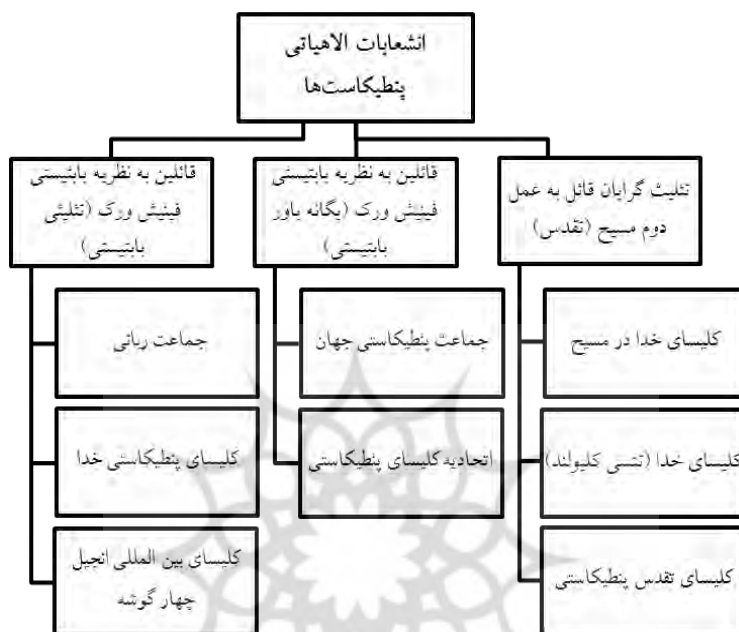 انشعابات الاهیاتی
پنطیکاست‌ها
تثلیث گرایان قائل به عمل
دوم مسیح (تقدس)
کلیسای خدا در مسیح
کلیسای خدا (تنسی کلیولند)
کلیسای تقدس پنطیکاستی
قائلین به نظریه بابتیستی
فینیش ورک (یگانه باور
بابتیستی)
جماعت پنطیکاستی جهان
اتحادیه کلیسای پنطیکاستی
قائلین به نظریه بابتیستی
فینیش ورک (تثلیثی
بابتیستی)
جماعت ربانی
کلیسای پنطیکاستی خدا
کلیسای بین المللی انجیل
چهار گوشه